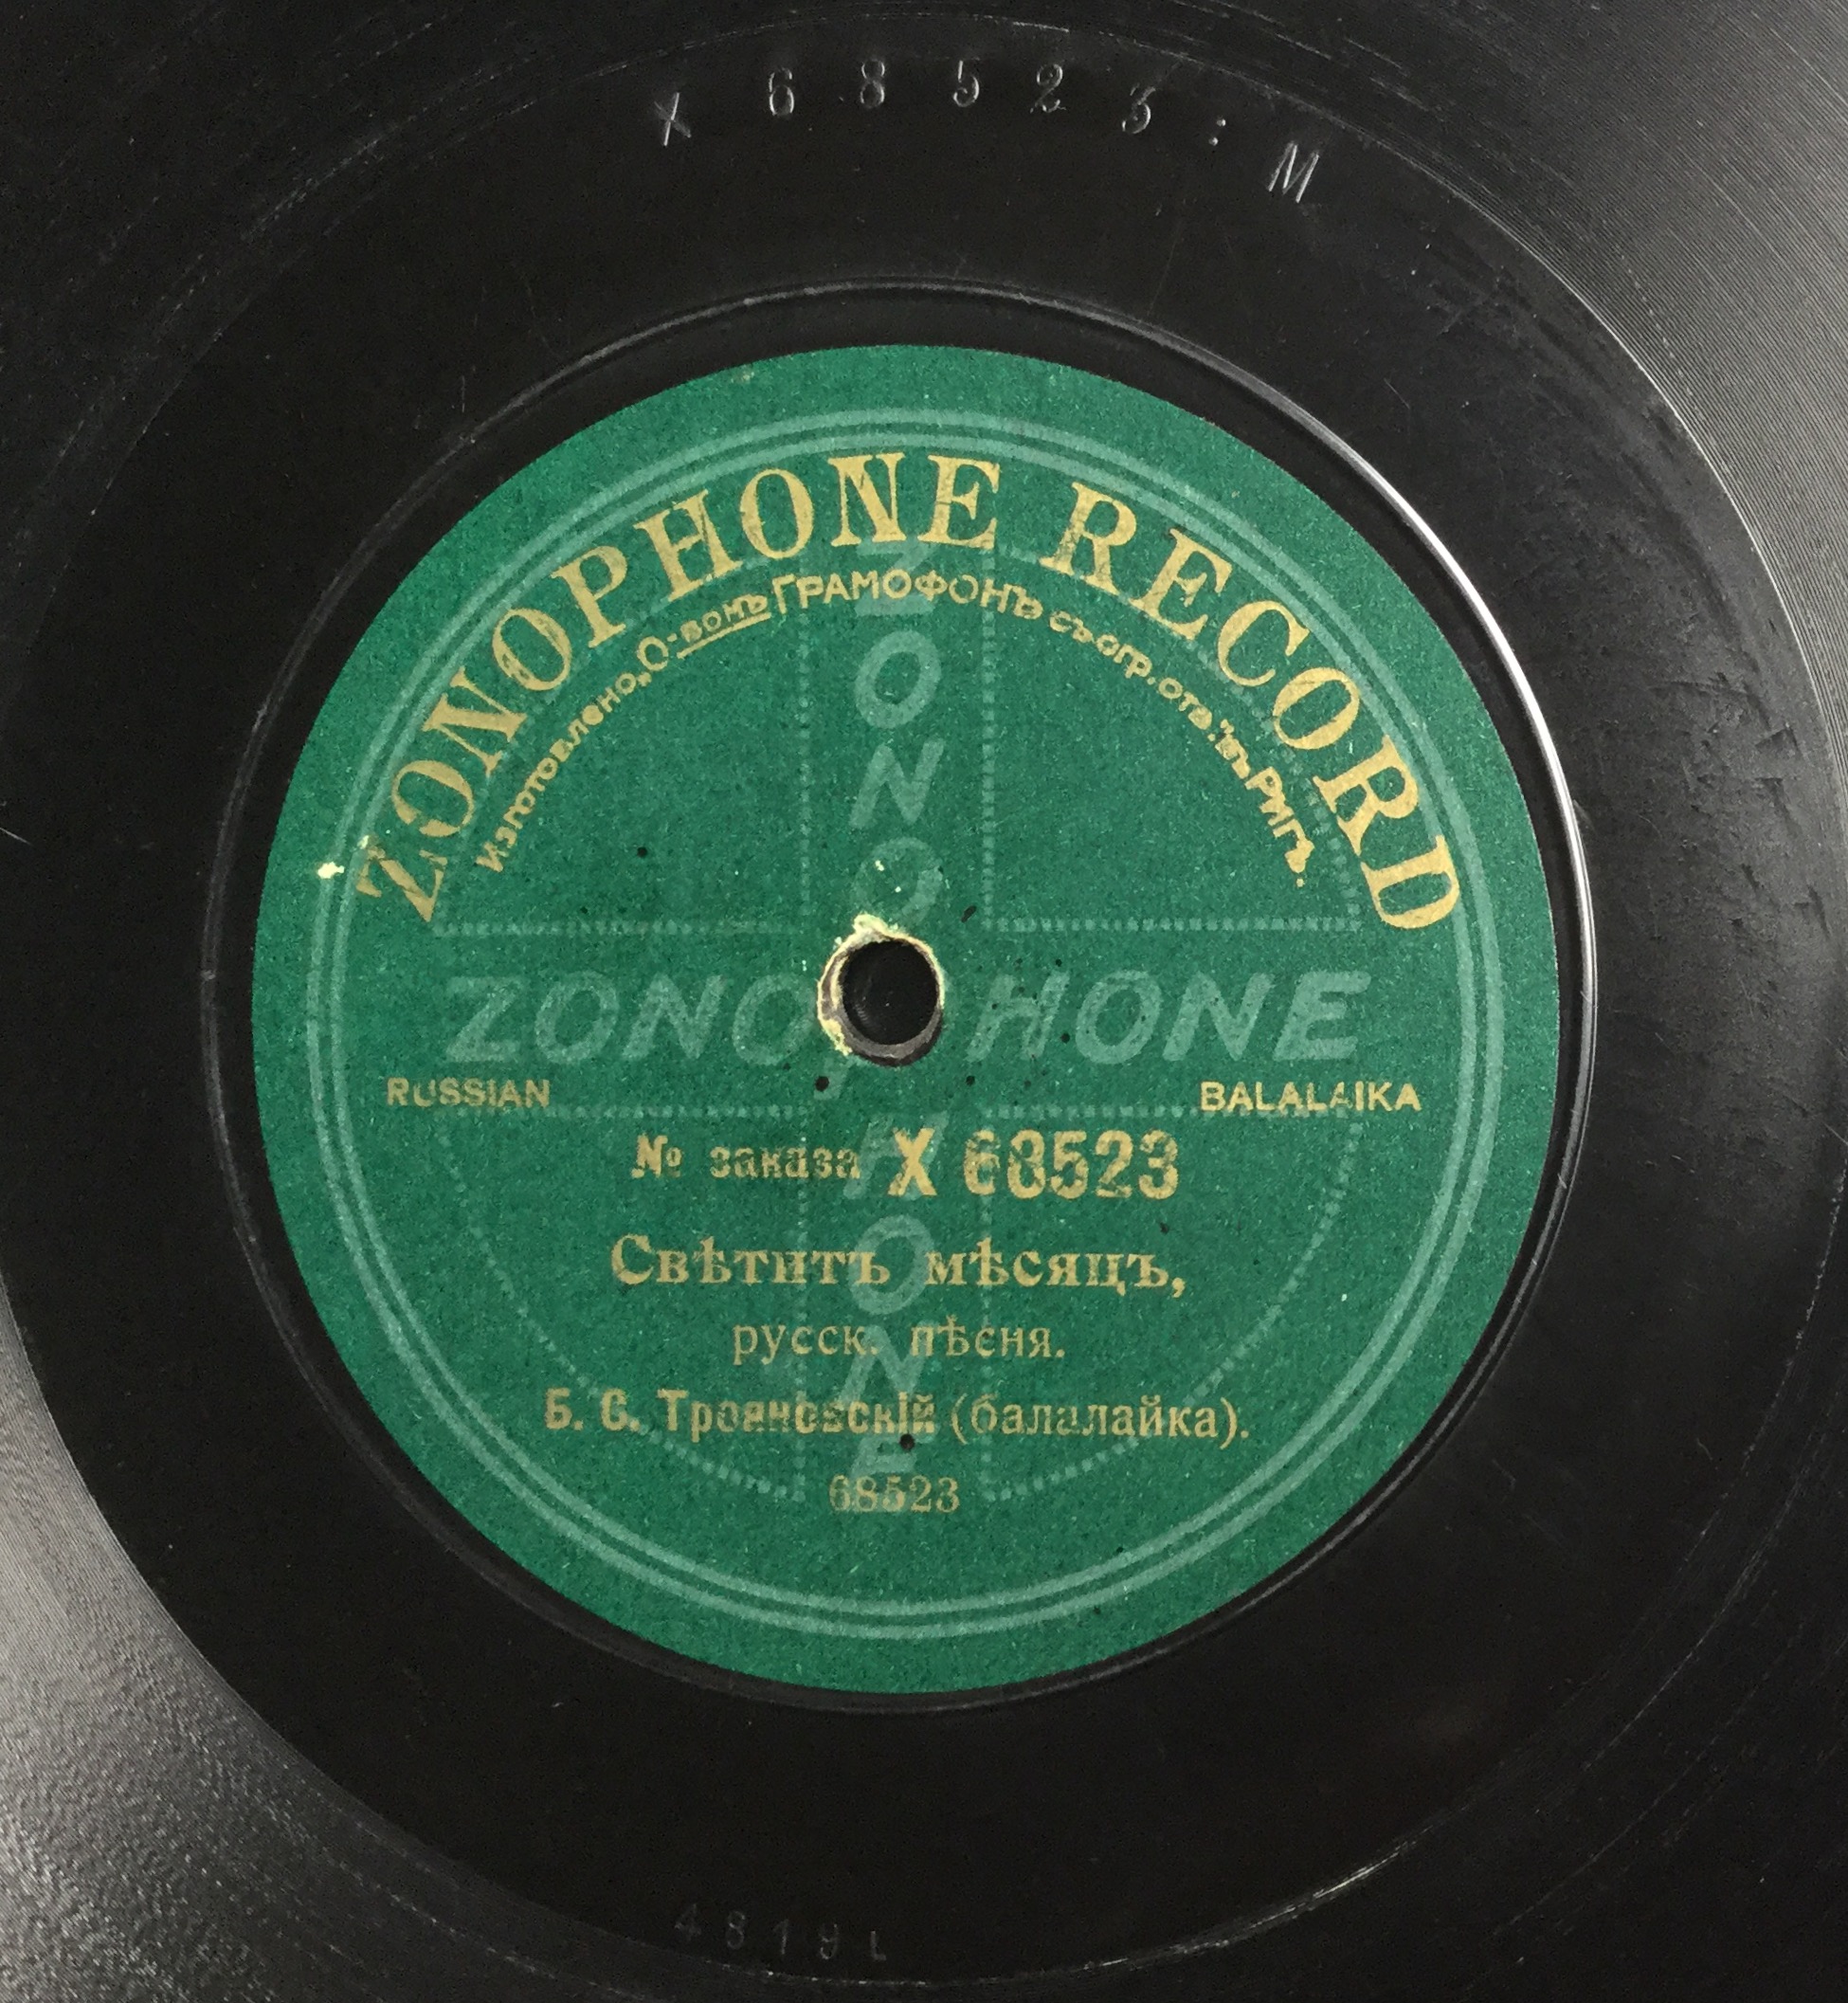 X 68523:M
ZONOPHONE RECORD
Изготовлено „О-вомъ ГРАМОФОНЪ съ огр. отв." въ Ригѣ.
ZONOPHONE
ZONOPHONE
RUSSIAN BALALAIKA
№ заказа X 68523
Свѣтитъ мѣсяцъ,
русск. пѣсня.
Б. С. Трояновскій (балалайка).
68523
4819L